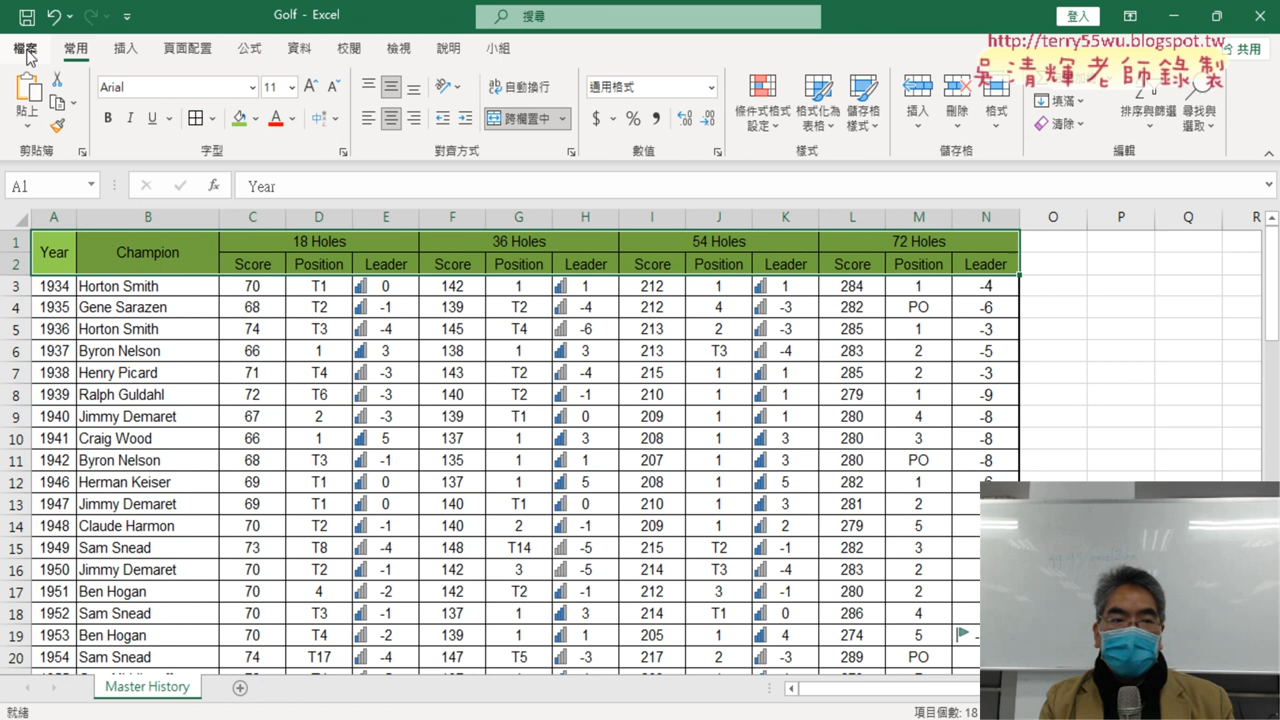 Golf - Excel
搜尋
登入
檔案 常用 插入 頁面配置 公式 資料 校閱 檢視 說明 小組
共用
http://terry55wu.blogspot.tw
吳清輝老師錄製
貼上
剪貼簿
Arial 11
B I U
字型
自動換行
跨欄置中
對齊方式
通用格式
$ % ,
數值
條件式格式設定
格式化為表格
儲存格樣式
樣式
插入 刪除 格式
儲存格
填滿
清除
排序與篩選
尋找與選取
編輯
A1 fx Year
A B C D E F G H I J K L M N O P Q R
1 Year Champion 18 Holes 36 Holes 54 Holes 72 Holes
2 Score Position Leader Score Position Leader Score Position Leader Score Position Leader
3 1934 Horton Smith 70 T1 0 142 1 1 212 1 1 284 1 -4
4 1935 Gene Sarazen 68 T2 -1 139 T2 -4 212 4 -3 282 PO -6
5 1936 Horton Smith 74 T3 -4 145 T4 -6 213 2 -3 285 1 -3
6 1937 Byron Nelson 66 1 3 138 1 3 213 T3 -4 283 2 -5
7 1938 Henry Picard 71 T4 -3 143 T2 -4 215 1 1 285 2 -3
8 1939 Ralph Guldahl 72 T6 -3 140 T2 -1 210 1 1 279 1 -9
9 1940 Jimmy Demaret 67 2 -3 139 T1 0 209 1 1 280 4 -8
10 1941 Craig Wood 66 1 5 137 1 3 208 1 3 280 3 -8
11 1942 Byron Nelson 68 T3 -1 135 1 1 207 1 3 280 PO -8
12 1946 Herman Keiser 69 T1 0 137 1 5 208 1 5 282 1
13 1947 Jimmy Demaret 69 T1 0 140 T1 0 210 1 3 281 2
14 1948 Claude Harmon 70 T2 -1 140 2 -1 209 1 2 279 5
15 1949 Sam Snead 73 T8 -4 148 T14 -5 215 T2 -1 282 3
16 1950 Jimmy Demaret 70 T2 -1 142 3 -5 214 T3 -4 283 2
17 1951 Ben Hogan 70 4 -2 142 T2 -1 212 3 -1 280 2
18 1952 Sam Snead 70 T3 -1 137 1 3 214 T1 0 286 4
19 1953 Ben Hogan 70 T4 -2 139 1 1 205 1 4 274 5
20 1954 Sam Snead 74 T17 -4 147 T5 -3 217 2 -3 289 PO
Master History
就緒
項目個數: 18